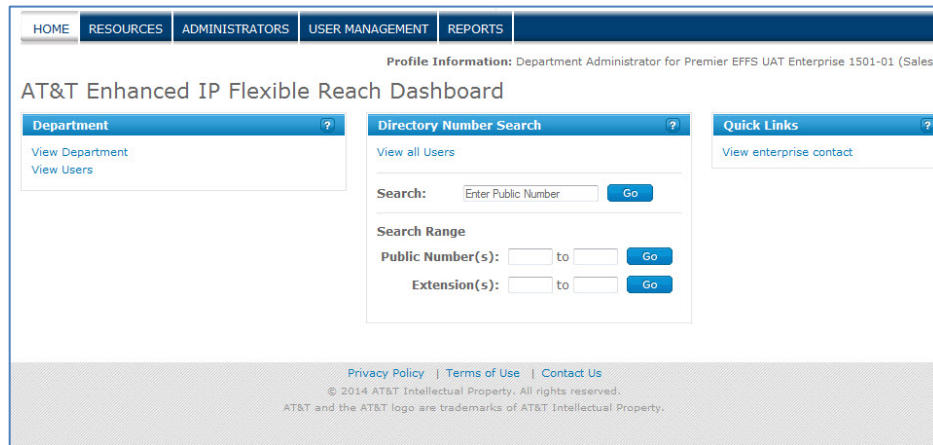 HOME RESOURCES ADMINISTRATORS USER MANAGEMENT REPORTS
Profile Information: Department Administrator for Premier EFFS UAT Enterprise 1501-01 (Sales
AT&T Enhanced IP Flexible Reach Dashboard
Department ?
View Department
View Users
Directory Number Search ?
View all Users
Search: Enter Public Number Go
Search Range
Public Number(s): to Go
Extension(s): to Go
Quick Links ?
View enterprise contact
Privacy Policy | Terms of Use | Contact Us
© 2014 AT&T Intellectual Property. All rights reserved.
AT&T and the AT&T logo are trademarks of AT&T Intellectual Property.